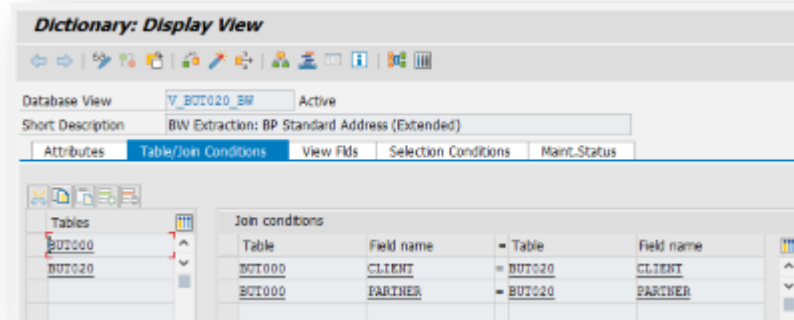 Dictionary: Display View
Database View V_BUT020_BW Active
Short Description BW Extraction: BP Standard Address (Extended)
Attributes Table/Join Conditions View Flds Selection Conditions Maint.Status
Tables Join conditions
Table Field name = Table Field name
BUT000 BUT000 CLIENT = BUT020 CLIENT
BUT020 BUT000 PARTNER = BUT020 PARTNER